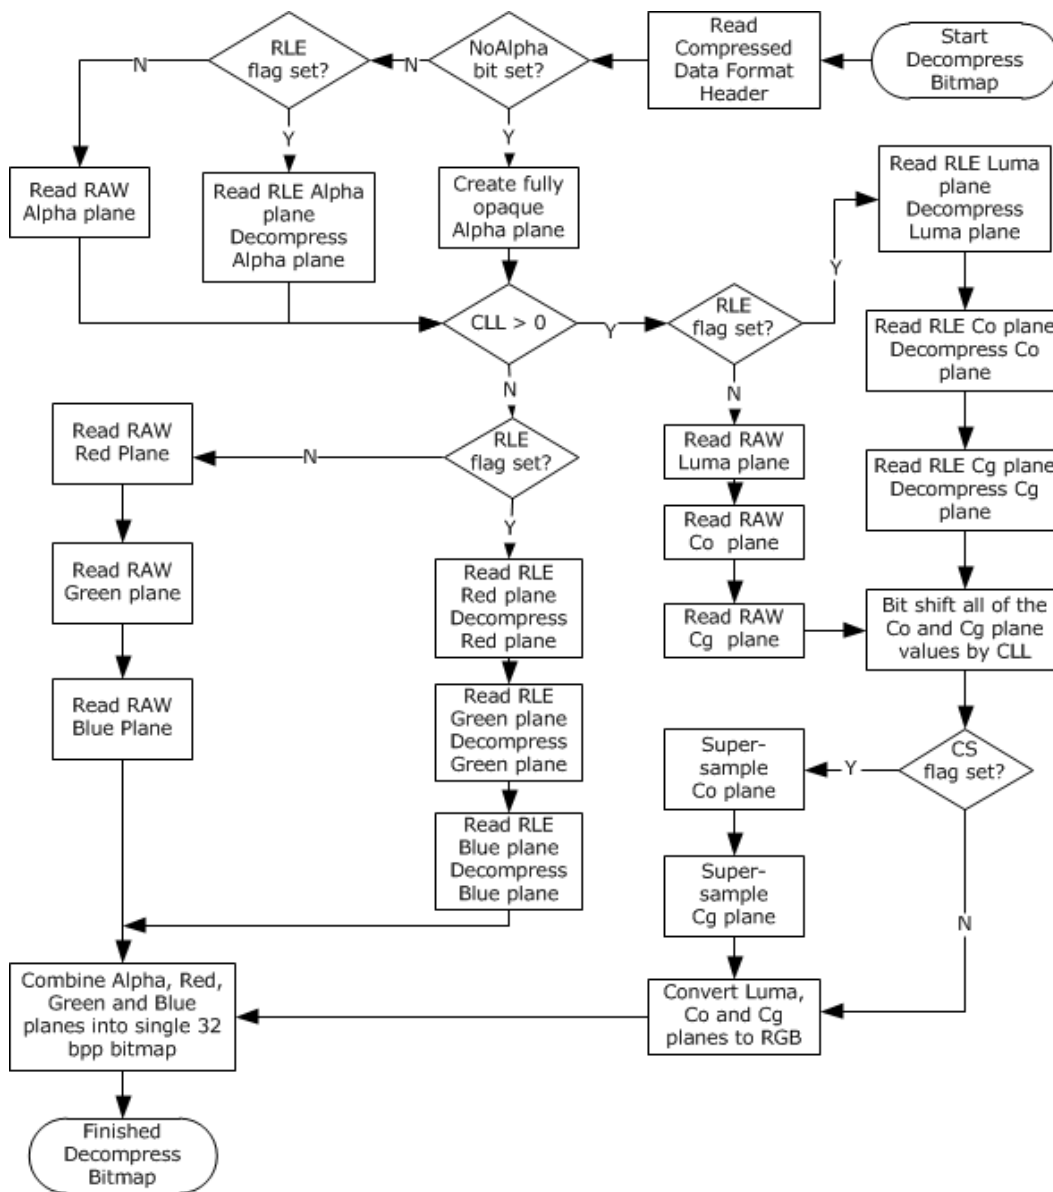 Start
Decompress
Bitmap
Read
Compressed
Data Format
Header
NoAlpha
bit set?
N
RLE
flag set?
N
Y
Y
Read RAW
Alpha plane
Read RLE Alpha
plane
Decompress
Alpha plane
Create fully
opaque
Alpha plane
CLL > 0
Y
RLE
flag set?
Y
Read RLE Luma
plane
Decompress
Luma plane
Read RLE Co plane
Decompress Co
plane
Read RLE Cg plane
Decompress Cg
plane
N
Read RAW
Luma plane
Read RAW
Co plane
Read RAW
Cg plane
Bit shift all of the
Co and Cg plane
values by CLL
CS
flag set?
Y
Super-
sample
Co plane
Super-
sample
Cg plane
N
Convert Luma,
Co and Cg
planes to RGB
N
RLE
flag set?
N
Read RAW
Red Plane
Read RAW
Green plane
Read RAW
Blue Plane
Y
Read RLE
Red plane
Decompress
Red plane
Read RLE
Green plane
Decompress
Green plane
Read RLE
Blue plane
Decompress
Blue plane
Combine Alpha, Red,
Green and Blue
planes into single 32
bpp bitmap
Finished
Decompress
Bitmap